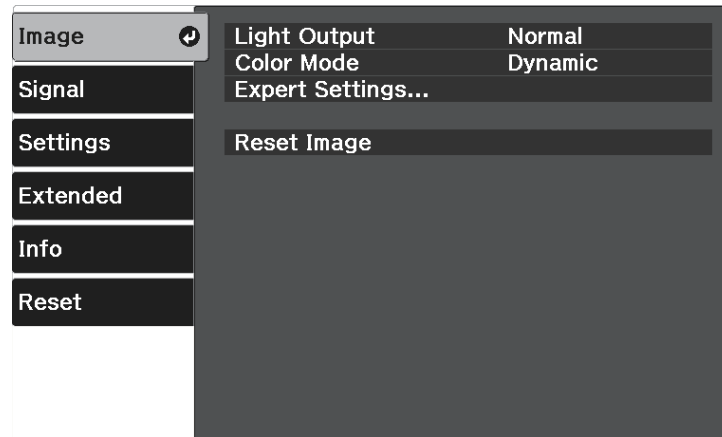 Image
Signal
Settings
Extended
Info
Reset
Light Output Normal
Color Mode Dynamic
Expert Settings...
Reset Image